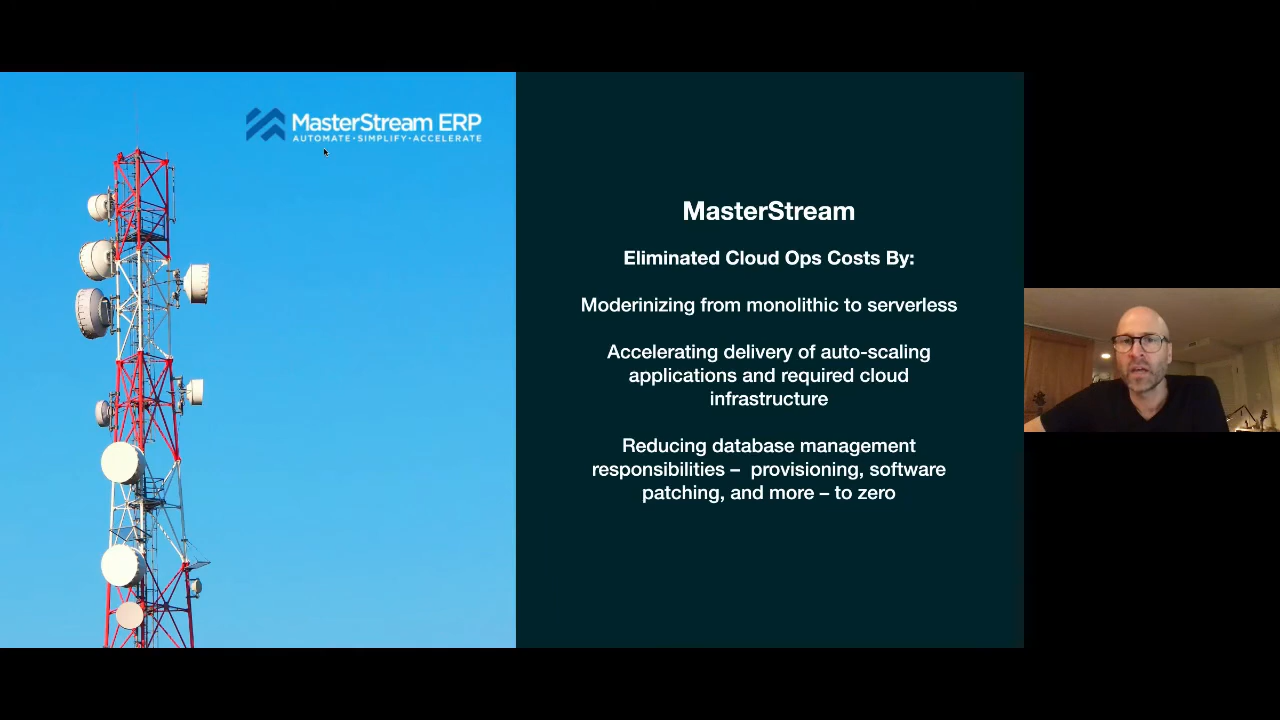 MasterStream ERP
AUTOMATE • SIMPLIFY • ACCELERATE
MasterStream
Eliminated Cloud Ops Costs By:
Moderinizing from monolithic to serverless
Accelerating delivery of auto-scaling
applications and required cloud
infrastructure
Reducing database management
responsibilities – provisioning, software
patching, and more – to zero